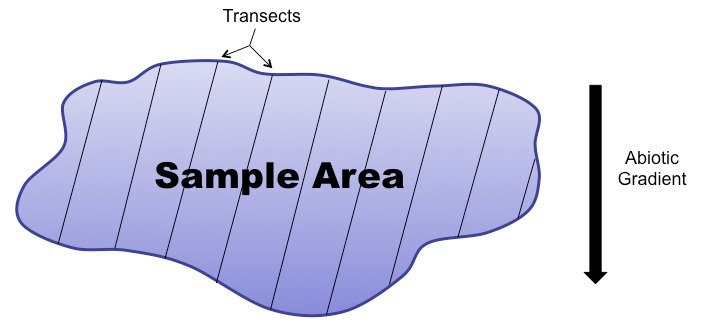 Transects
Sample Area
Abiotic
Gradient